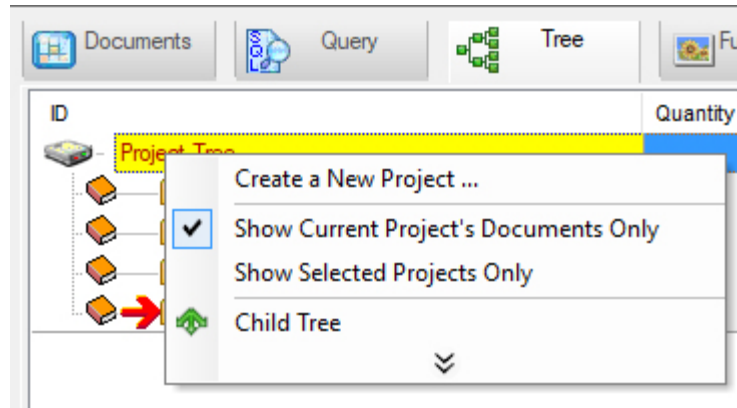 Documents
Query
Tree
ID
Quantity
Project Tree
Create a New Project ...
Show Current Project's Documents Only
Show Selected Projects Only
Child Tree